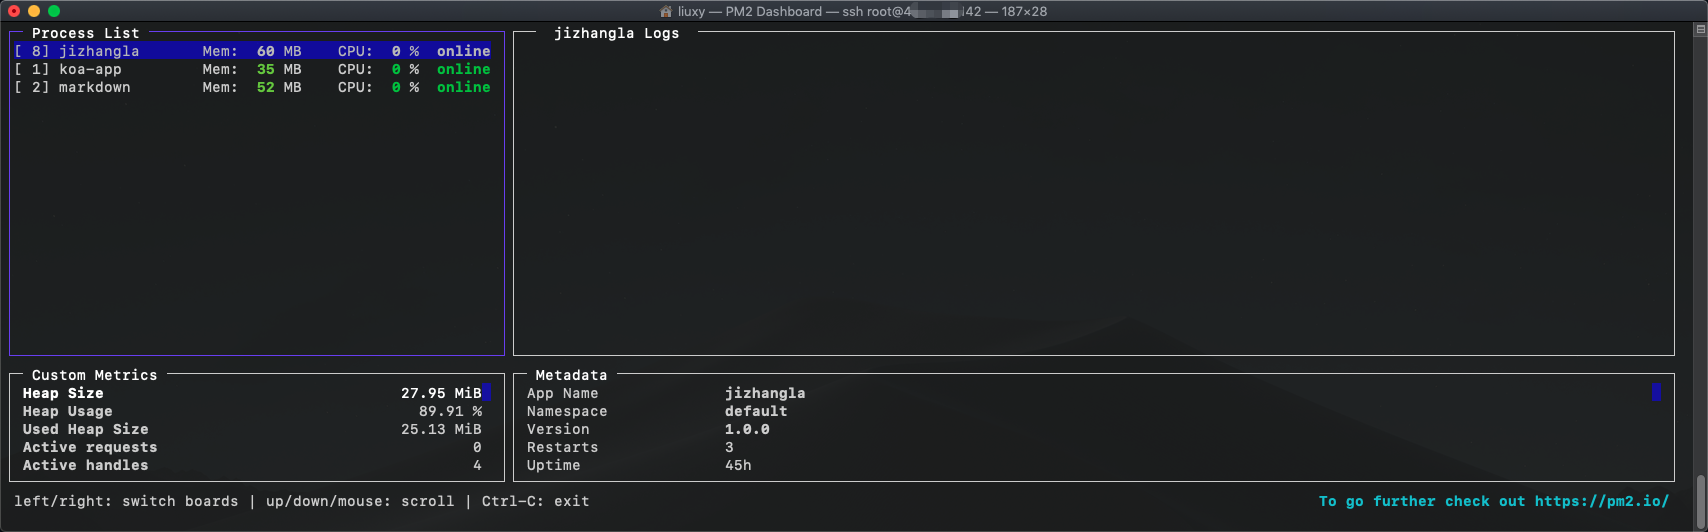 liuxy — PM2 Dashboard — ssh root@4 42 — 187×28
Process List
[ 8] jizhangla Mem: 60 MB CPU: 0 % online
[ 1] koa-app Mem: 35 MB CPU: 0 % online
[ 2] markdown Mem: 52 MB CPU: 0 % online
jizhangla Logs
Custom Metrics
Heap Size 27.95 MiB
Heap Usage 89.91 %
Used Heap Size 25.13 MiB
Active requests 0
Active handles 4
Metadata
App Name jizhangla
Namespace default
Version 1.0.0
Restarts 3
Uptime 45h
left/right: switch boards | up/down/mouse: scroll | Ctrl-C: exit
To go further check out https://pm2.io/